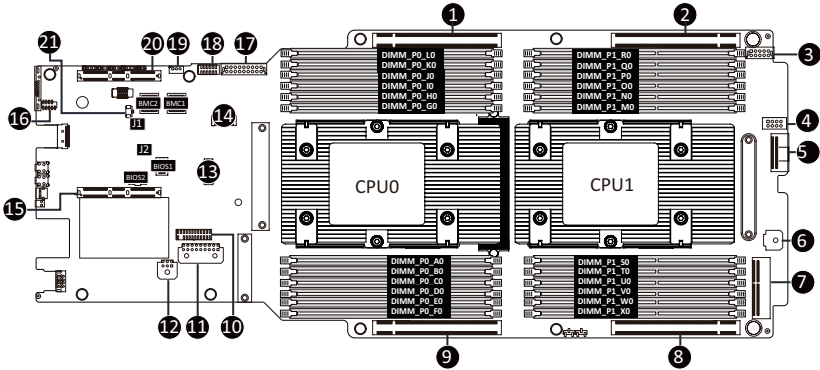 1
2
21
20
19
18
17
DIMM_P0_L0
DIMM_P0_K0
DIMM_P0_J0
DIMM_P0_I0
DIMM_P0_H0
DIMM_P0_G0
DIMM_P1_R0
DIMM_P1_Q0
DIMM_P1_P0
DIMM_P1_O0
DIMM_P1_N0
DIMM_P1_M0
3
BMC2
BMC1
16
J1
14
4
J2
5
BIOS1
BIOS2
13
CPU0
CPU1
15
6
10
11
12
DIMM_P0_A0
DIMM_P0_B0
DIMM_P0_C0
DIMM_P0_D0
DIMM_P0_E0
DIMM_P0_F0
DIMM_P1_S0
DIMM_P1_T0
DIMM_P1_U0
DIMM_P1_V0
DIMM_P1_W0
DIMM_P1_X0
7
9
8